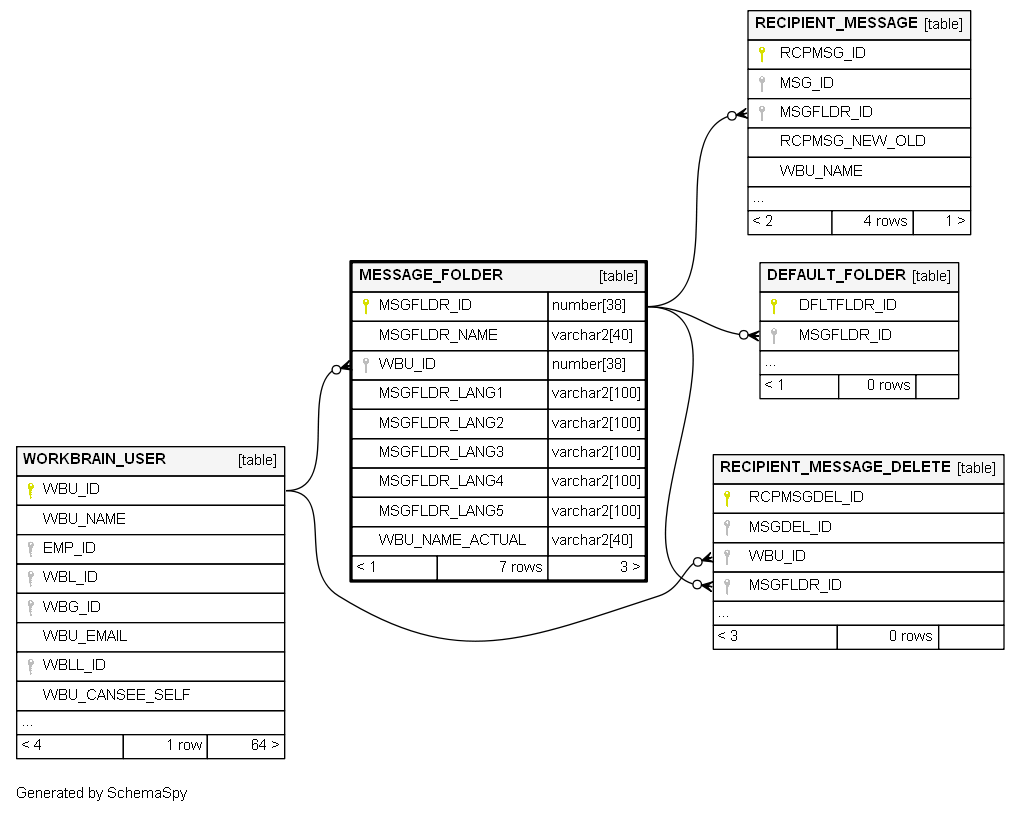 RECIPIENT_MESSAGE [table]
RCPMSG_ID
MSG_ID
MSGFLDR_ID
RCPMSG_NEW_OLD
WBU_NAME
...
< 2 4 rows 1 >
MESSAGE_FOLDER [table]
MSGFLDR_ID number[38]
MSGFLDR_NAME varchar2[40]
WBU_ID number[38]
MSGFLDR_LANG1 varchar2[100]
MSGFLDR_LANG2 varchar2[100]
MSGFLDR_LANG3 varchar2[100]
MSGFLDR_LANG4 varchar2[100]
MSGFLDR_LANG5 varchar2[100]
WBU_NAME_ACTUAL varchar2[40]
< 1 7 rows 3 >
DEFAULT_FOLDER [table]
DFLTFLDR_ID
MSGFLDR_ID
...
< 1 0 rows
WORKBRAIN_USER [table]
WBU_ID
WBU_NAME
EMP_ID
WBL_ID
WBG_ID
WBU_EMAIL
WBLL_ID
WBU_CANSEE_SELF
...
< 4 1 row 64 >
RECIPIENT_MESSAGE_DELETE [table]
RCPMSGDEL_ID
MSGDEL_ID
WBU_ID
MSGFLDR_ID
...
< 3 0 rows
Generated by SchemaSpy